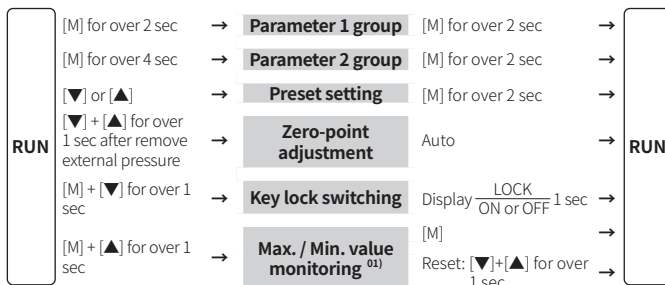 RUN
[M] for over 2 sec → Parameter 1 group [M] for over 2 sec →
[M] for over 4 sec → Parameter 2 group [M] for over 2 sec →
[▼] or [▲] → Preset setting [M] for over 2 sec →
[▼] + [▲] for over
1 sec after remove
external pressure
→ Zero-point
adjustment
Auto →
[M] + [▼] for over 1
sec
→ Key lock switching Display LOCK
ON or OFF 1 sec →
[M] + [▲] for over 1
sec
→ Max. / Min. value
monitoring 01)
[M] →
Reset: [▼]+[▲] for over
1 sec →
RUN